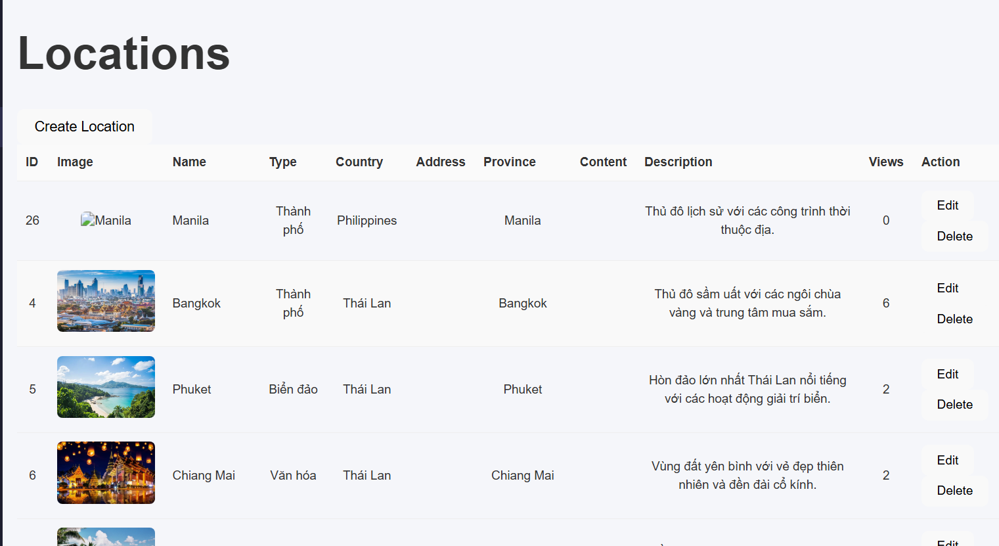 Locations
Create Location
ID Image Name Type Country Address Province Content Description Views Action
26 Manila Manila Thành phố Philippines Manila Thủ đô lịch sử với các công trình thời thuộc địa. 0 Edit Delete
4 Bangkok Thành phố Thái Lan Bangkok Thủ đô sầm uất với các ngôi chùa vàng và trung tâm mua sắm. 6 Edit Delete
5 Phuket Biển đảo Thái Lan Phuket Hòn đảo lớn nhất Thái Lan nổi tiếng với các hoạt động giải trí biển. 2 Edit Delete
6 Chiang Mai Văn hóa Thái Lan Chiang Mai Vùng đất yên bình với vẻ đẹp thiên nhiên và đền đài cổ kính. 2 Edit Delete
Edit